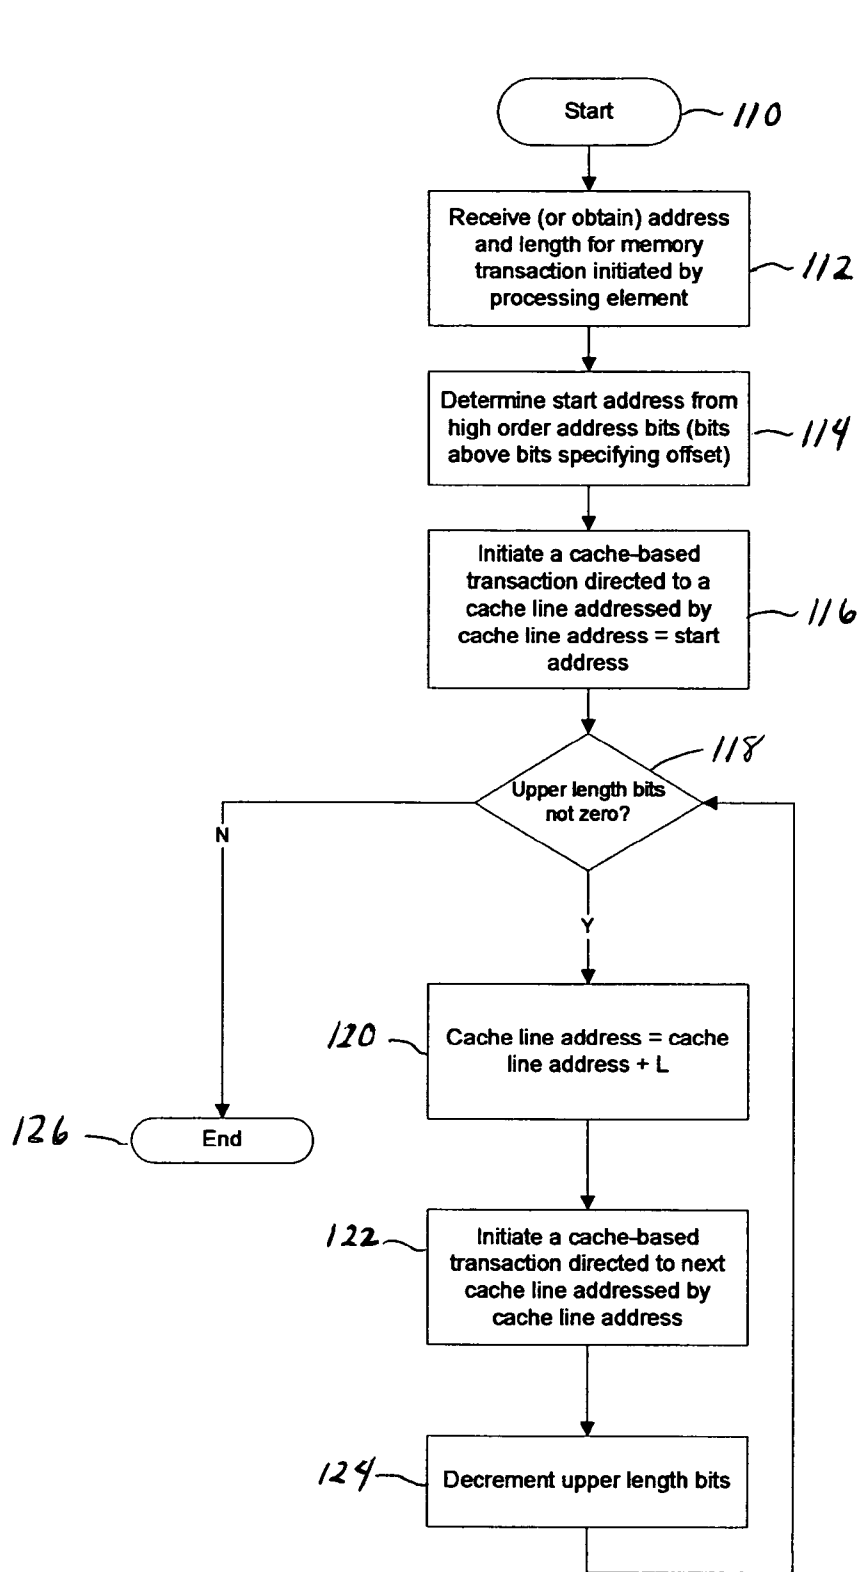 Start
110
Receive (or obtain) address
and length for memory
transaction initiated by
processing element
112
Determine start address from
high order address bits (bits
above bits specifying offset)
114
Initiate a cache-based
transaction directed to a
cache line addressed by
cache line address = start
address
116
118
Upper length bits
not zero?
N
Y
120
Cache line address = cache
line address + L
126
End
122
Initiate a cache-based
transaction directed to next
cache line addressed by
cache line address
124
Decrement upper length bits